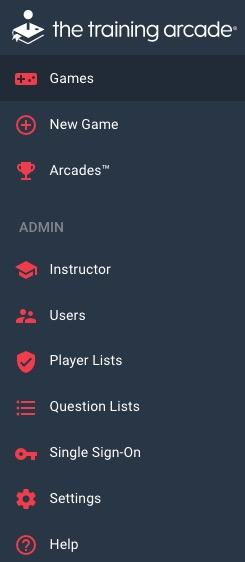 the training arcade®
Games
New Game
Arcades™
ADMIN
Instructor
Users
Player Lists
Question Lists
Single Sign-On
Settings
Help